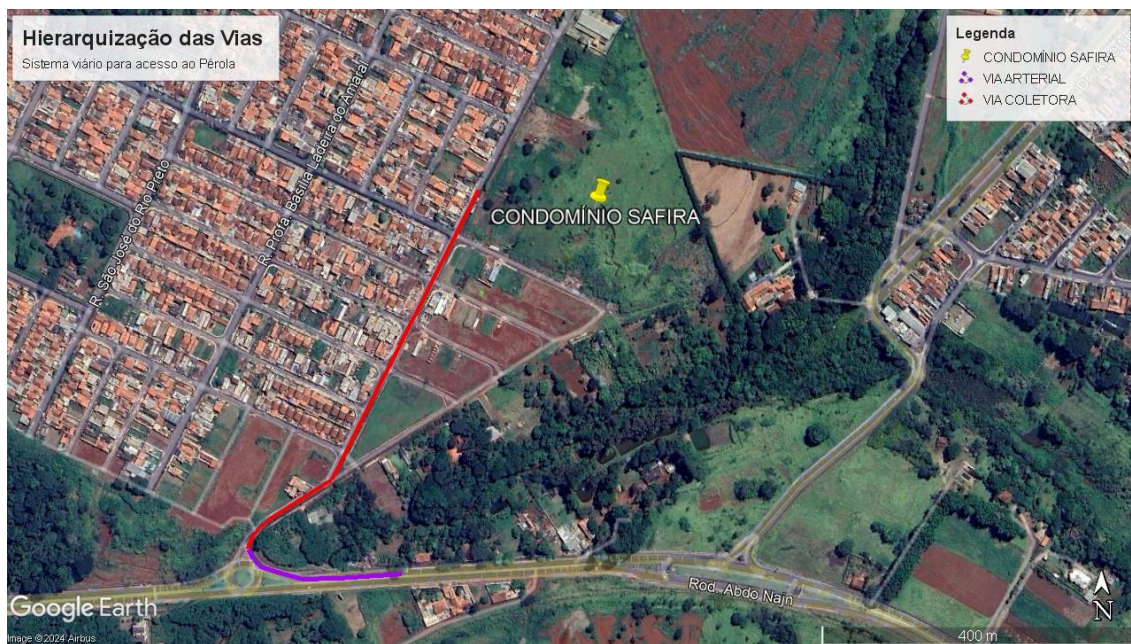 Hierarquização das Vias
Sistema viário para acesso ao Pérola
Legenda
CONDOMÍNIO SAFIRA
VIA ARTERIAL
VIA COLETORA
R. São José do Rio Preto
R. Profa. Basília Ladeira do Amaral
CONDOMÍNIO SAFIRA
Rod. Abdo Najn
Google Earth
Image © 2024 Airbus
400 m
N